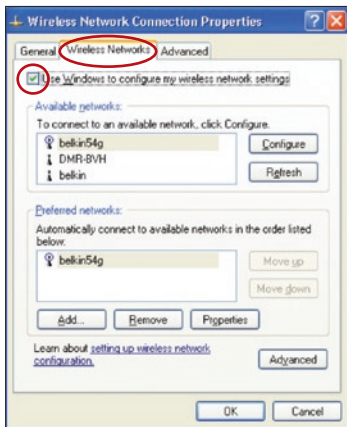 Wireless Network Connection Properties
General Wireless Networks Advanced
Use Windows to configure my wireless network settings
Available networks:
To connect to an available network, click Configure.
belkin54g
Configure
DMR-BVH
belkin
Refresh
Preferred networks:
Automatically connect to available networks in the order listed
below:
belkin54g
Move up
Move down
Add... Remove Properties
Learn about setting up wireless network
configuration.
Advanced
OK Cancel